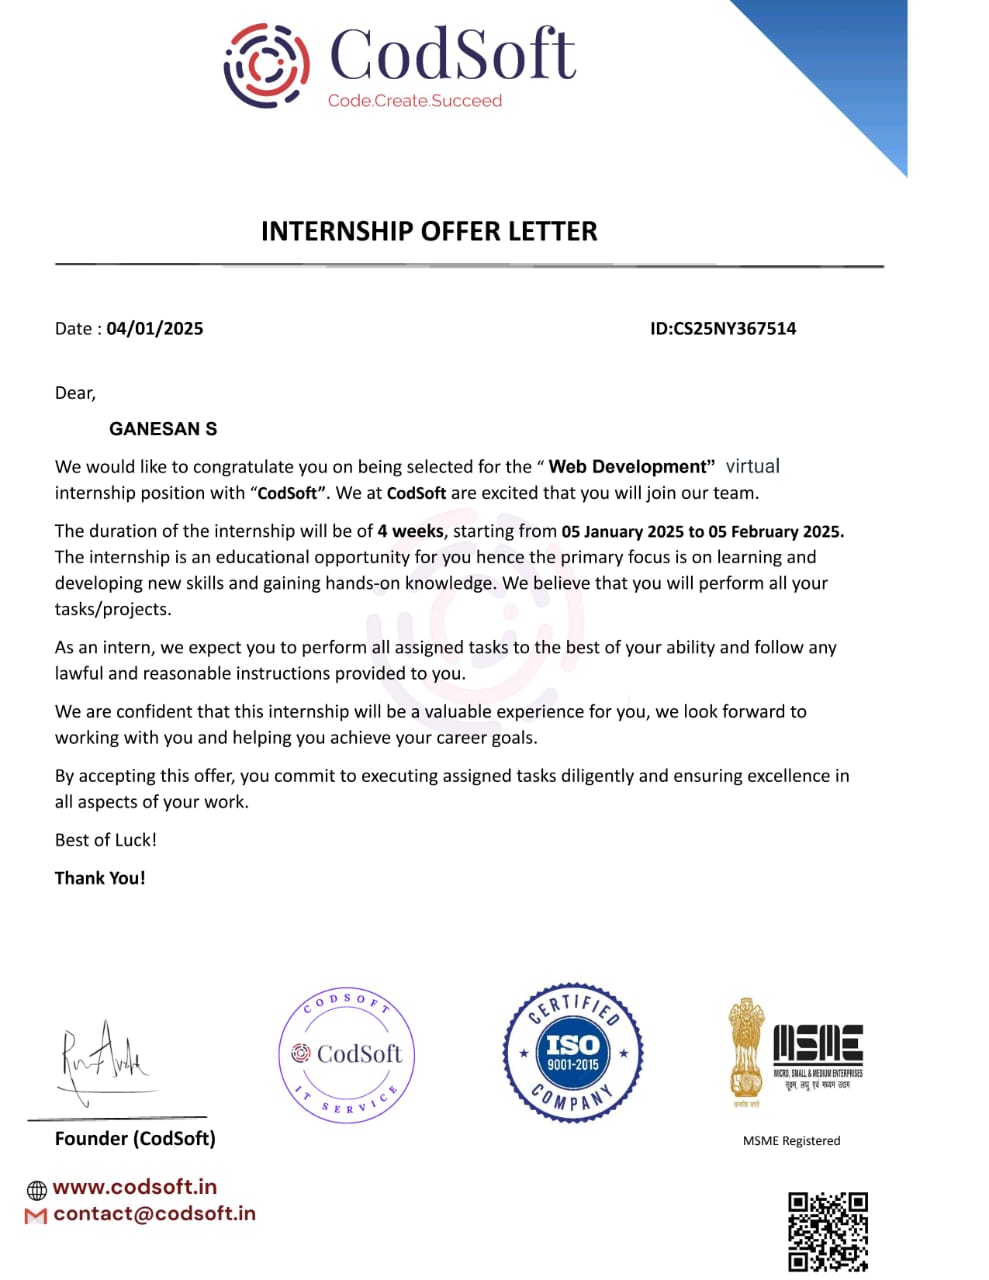 CodSoft
Code.Create.Succeed
INTERNSHIP OFFER LETTER
Date : 04/01/2025
ID:CS25NY367514
Dear,
GANESAN S
We would like to congratulate you on being selected for the “ Web Development” virtual
internship position with “CodSoft”. We at CodSoft are excited that you will join our team.
The duration of the internship will be of 4 weeks, starting from 05 January 2025 to 05 February 2025.
The internship is an educational opportunity for you hence the primary focus is on learning and
developing new skills and gaining hands-on knowledge. We believe that you will perform all your
tasks/projects.
As an intern, we expect you to perform all assigned tasks to the best of your ability and follow any
lawful and reasonable instructions provided to you.
We are confident that this internship will be a valuable experience for you, we look forward to
working with you and helping you achieve your career goals.
By accepting this offer, you commit to executing assigned tasks diligently and ensuring excellence in
all aspects of your work.
Best of Luck!
Thank You!
CODSOFT
CodSoft
IT SERVICE
CERTIFIED
ISO
9001-2015
COMPANY
सत्यमेव जयते
MSME
MICRO, SMALL & MEDIUM ENTERPRISES
सूक्ष्म, लघु एवं मध्यम उद्यम
Founder (CodSoft)
MSME Registered
www.codsoft.in
contact@codsoft.in